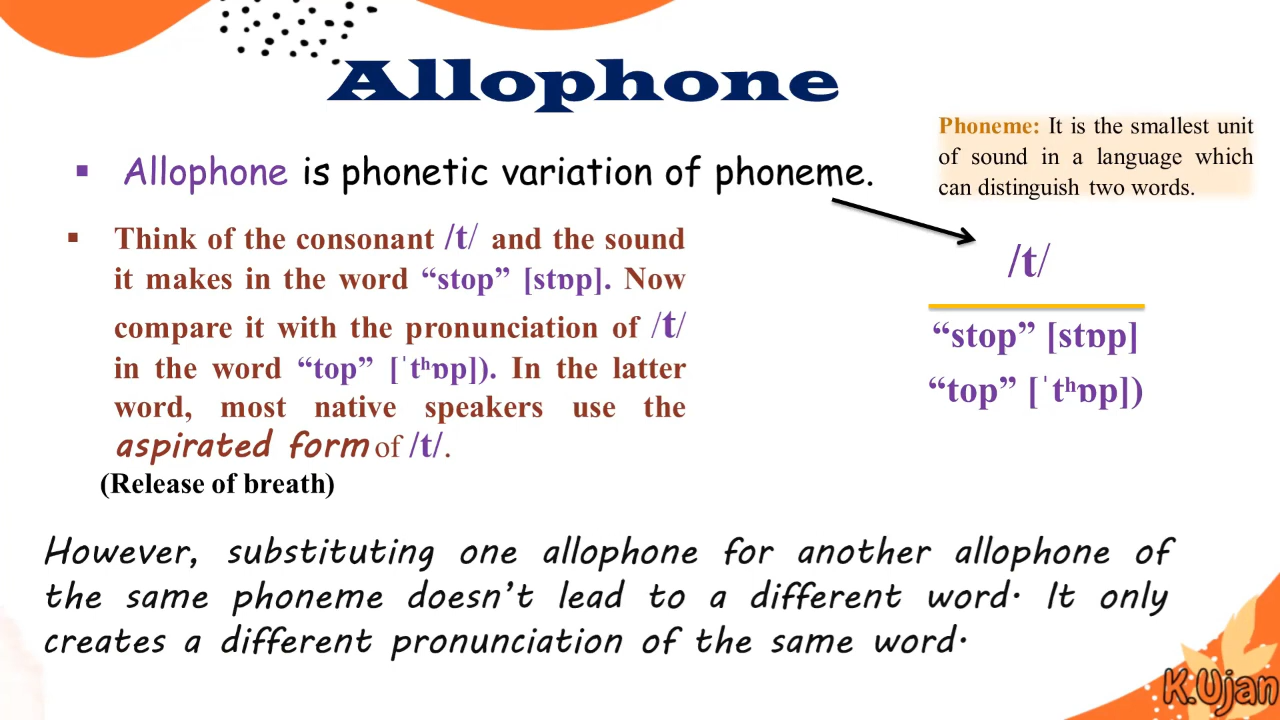 Allophone
▪ Allophone is phonetic variation of phoneme.
Phoneme: It is the smallest unit
of sound in a language which
can distinguish two words.
▪ Think of the consonant /t/ and the sound
it makes in the word “stop” [stɒp]. Now
compare it with the pronunciation of /t/
in the word “top” [ˈtʰɒp]). In the latter
word, most native speakers use the
aspirated form of /t/.
(Release of breath)
/t/
“stop” [stɒp]
“top” [ˈtʰɒp])
However, substituting one allophone for another allophone of
the same phoneme doesn’t lead to a different word. It only
creates a different pronunciation of the same word.
K.Ujan